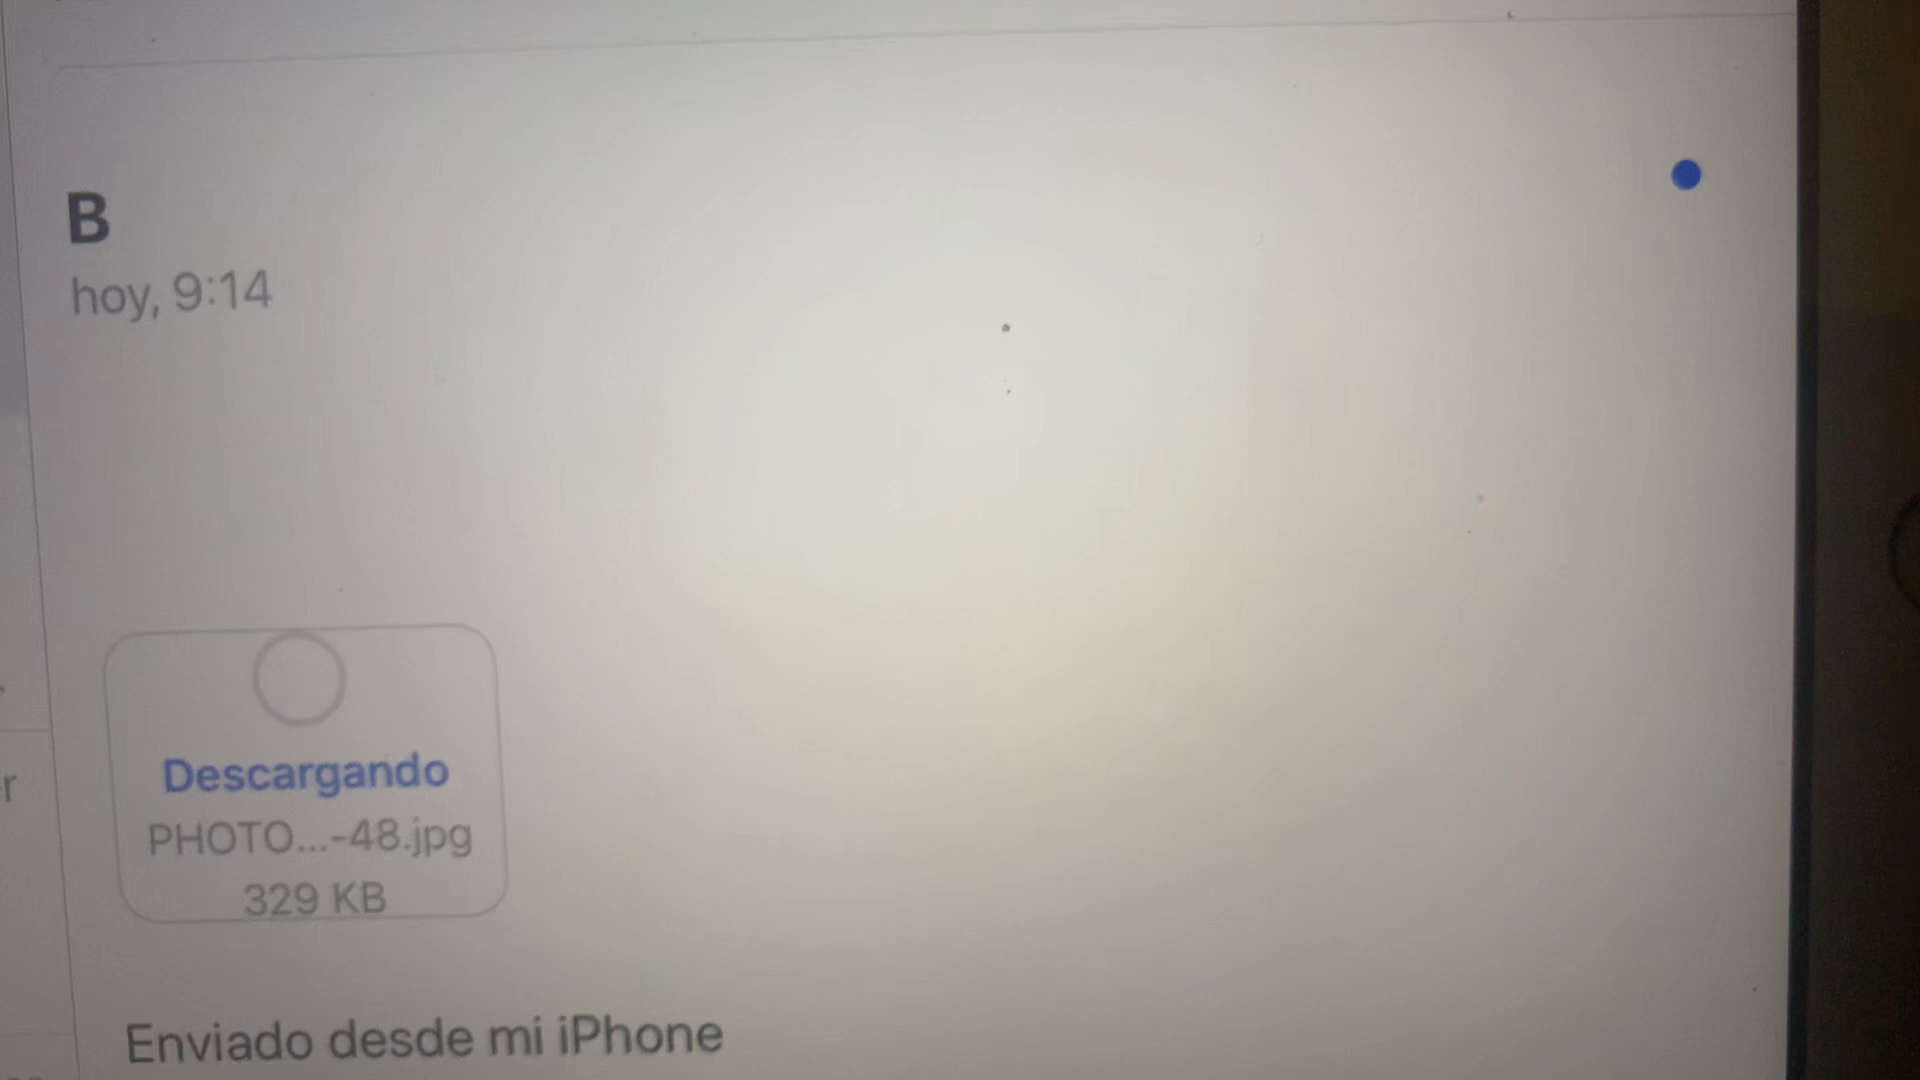 B
hoy, 9:14
r
Descargando
PHOTO...-48.jpg
329 KB
Enviado desde mi iPhone